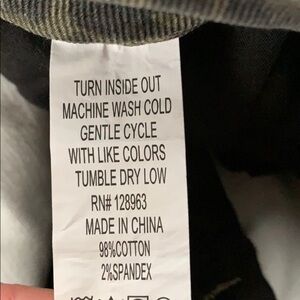 TURN INSIDE OUT
MACHINE WASH COLD
GENTLE CYCLE
WITH LIKE COLORS
TUMBLE DRY LOW
RN# 128963
MADE IN CHINA
98%COTTON
2%SPANDEX